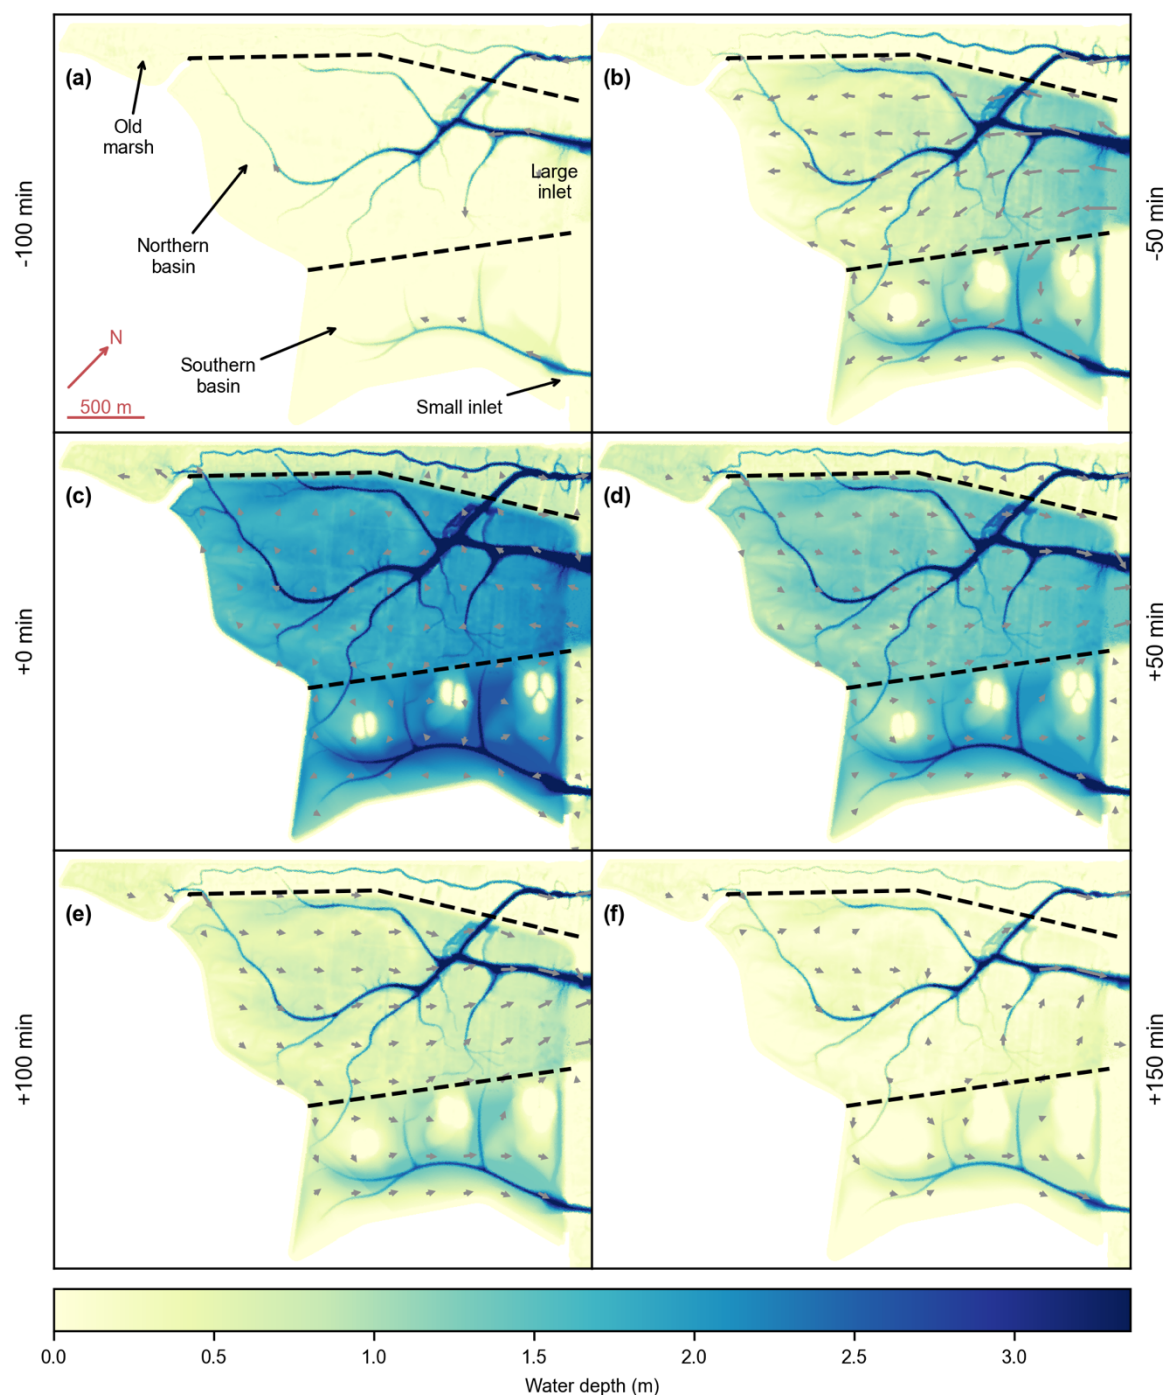 (a)
Old
marsh
Large
inlet
Northern
basin
N
500 m
Southern
basin
Small inlet
-100 min
(b)
-50 min
(c)
+0 min
(d)
+50 min
(e)
+100 min
(f)
+150 min
0.0 0.5 1.0 1.5 2.0 2.5 3.0
Water depth (m)